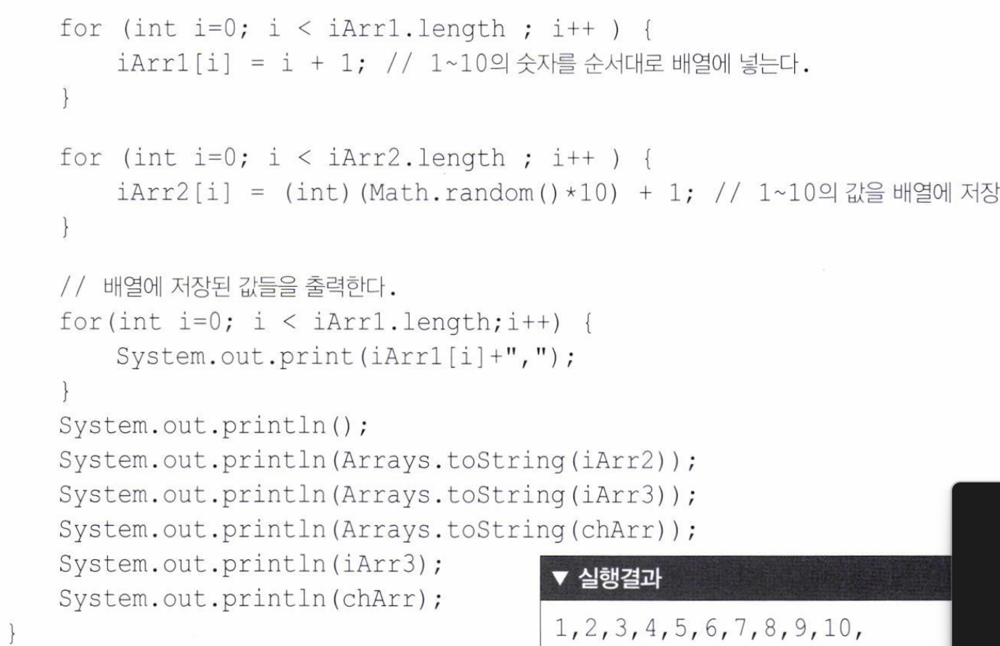 for (int i=0; i < iArr1.length ; i++ ) {
iArr1[i] = i + 1; // 1~10의 숫자를 순서대로 배열에 넣는다.
}
for (int i=0; i < iArr2.length ; i++ ) {
iArr2[i] = (int)(Math.random()*10) + 1; // 1~10의 값을 배열에 저장
}
// 배열에 저장된 값들을 출력한다.
for(int i=0; i < iArr1.length;i++) {
System.out.print(iArr1[i]+",");
}
System.out.println();
System.out.println(Arrays.toString(iArr2));
System.out.println(Arrays.toString(iArr3));
System.out.println(Arrays.toString(chArr));
System.out.println(iArr3);
System.out.println(chArr);
}
▼ 실행결과
1,2,3,4,5,6,7,8,9,10,